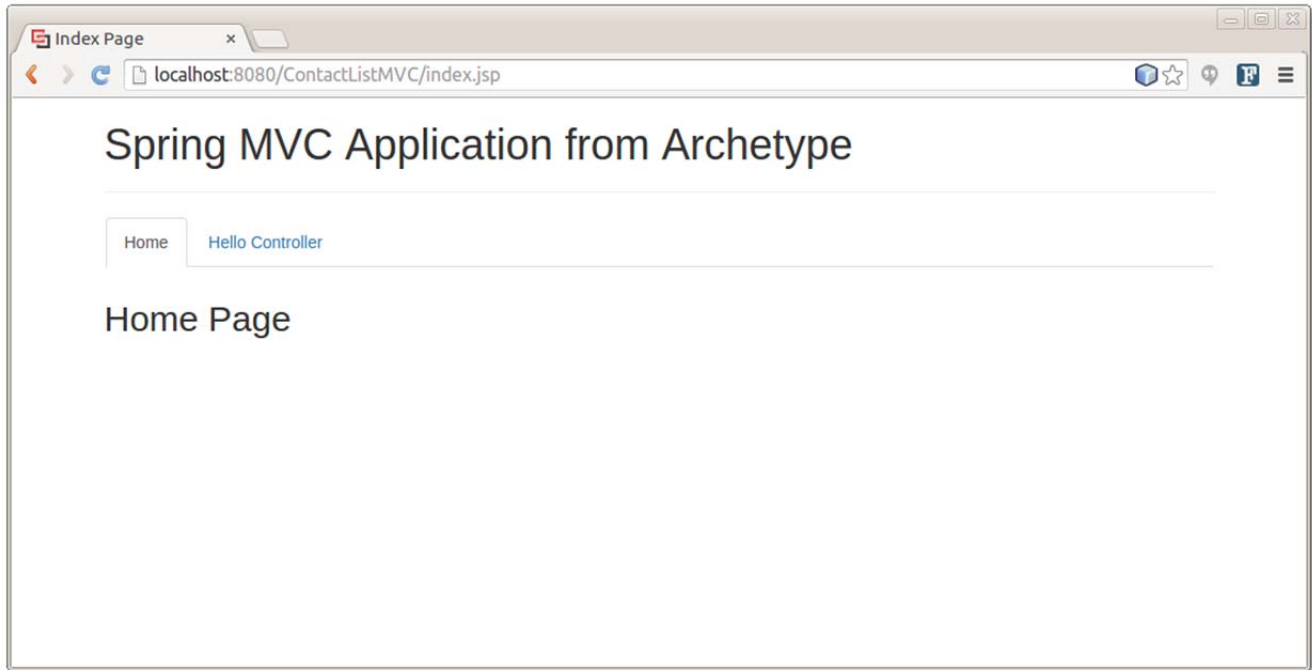 Index Page
localhost:8080/ContactListMVC/index.jsp
Spring MVC Application from Archetype
Home Hello Controller
Home Page